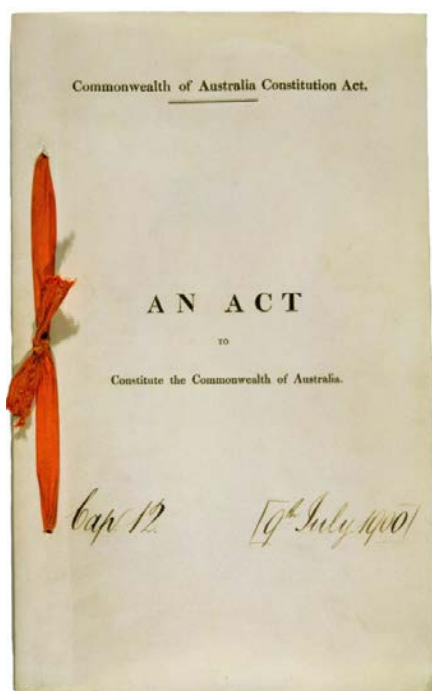 Commonwealth of Australia Constitution Act.
AN ACT
TO
Constitute the Commonwealth of Australia.
Cap. 12. [9th July 1900]